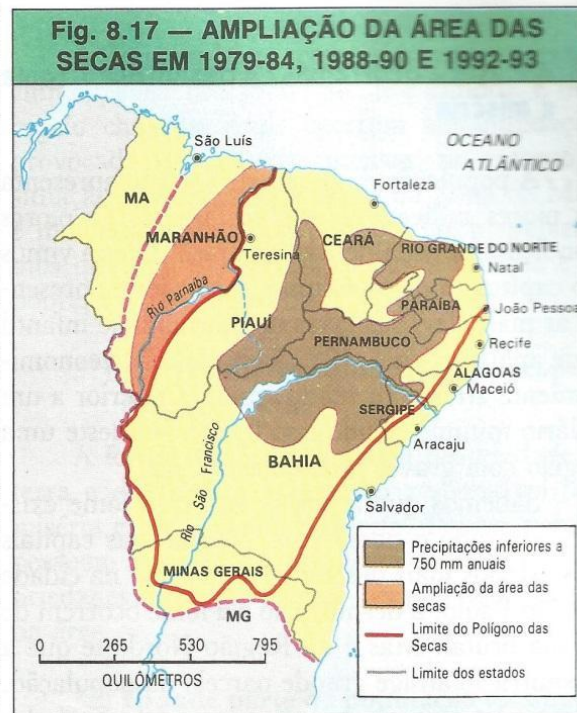 Fig. 8.17 — AMPLIAÇÃO DA ÁREA DAS
SECAS EM 1979-84, 1988-90 E 1992-93
São Luís
OCEANO
ATLÂNTICO
MA
Fortaleza
MARANHÃO
Teresina
CEARÁ
RIO GRANDE DO NORTE
Natal
Rio Parnaíba
PARAÍBA
João Pessoa
PIAUÍ
PERNAMBUCO
Recife
ALAGOAS
Maceió
SERGIPE
Aracaju
Rio São Francisco
BAHIA
Salvador
MINAS GERAIS
MG
Precipitações inferiores a
750 mm anuais
Ampliação da área das
secas
Limite do Polígono das
Secas
Limite dos estados
0 265 530 795
QUILÔMETROS